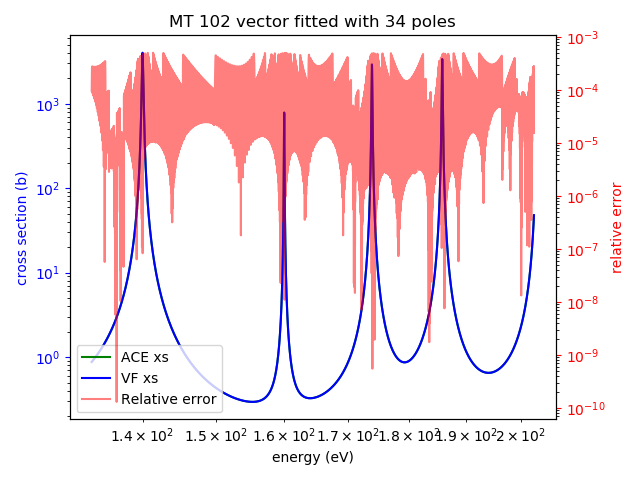 MT 102 vector fitted with 34 poles
cross section (b)
10³
10²
10¹
10⁰
10⁻³
10⁻⁴
10⁻⁵
10⁻⁶
10⁻⁷
10⁻⁸
10⁻⁹
10⁻¹⁰
relative error
ACE xs
VF xs
Relative error
1.4 × 10² 1.5 × 10² 1.6 × 10² 1.7 × 10² 1.8 × 10² 1.9 × 10² 2 × 10²
energy (eV)